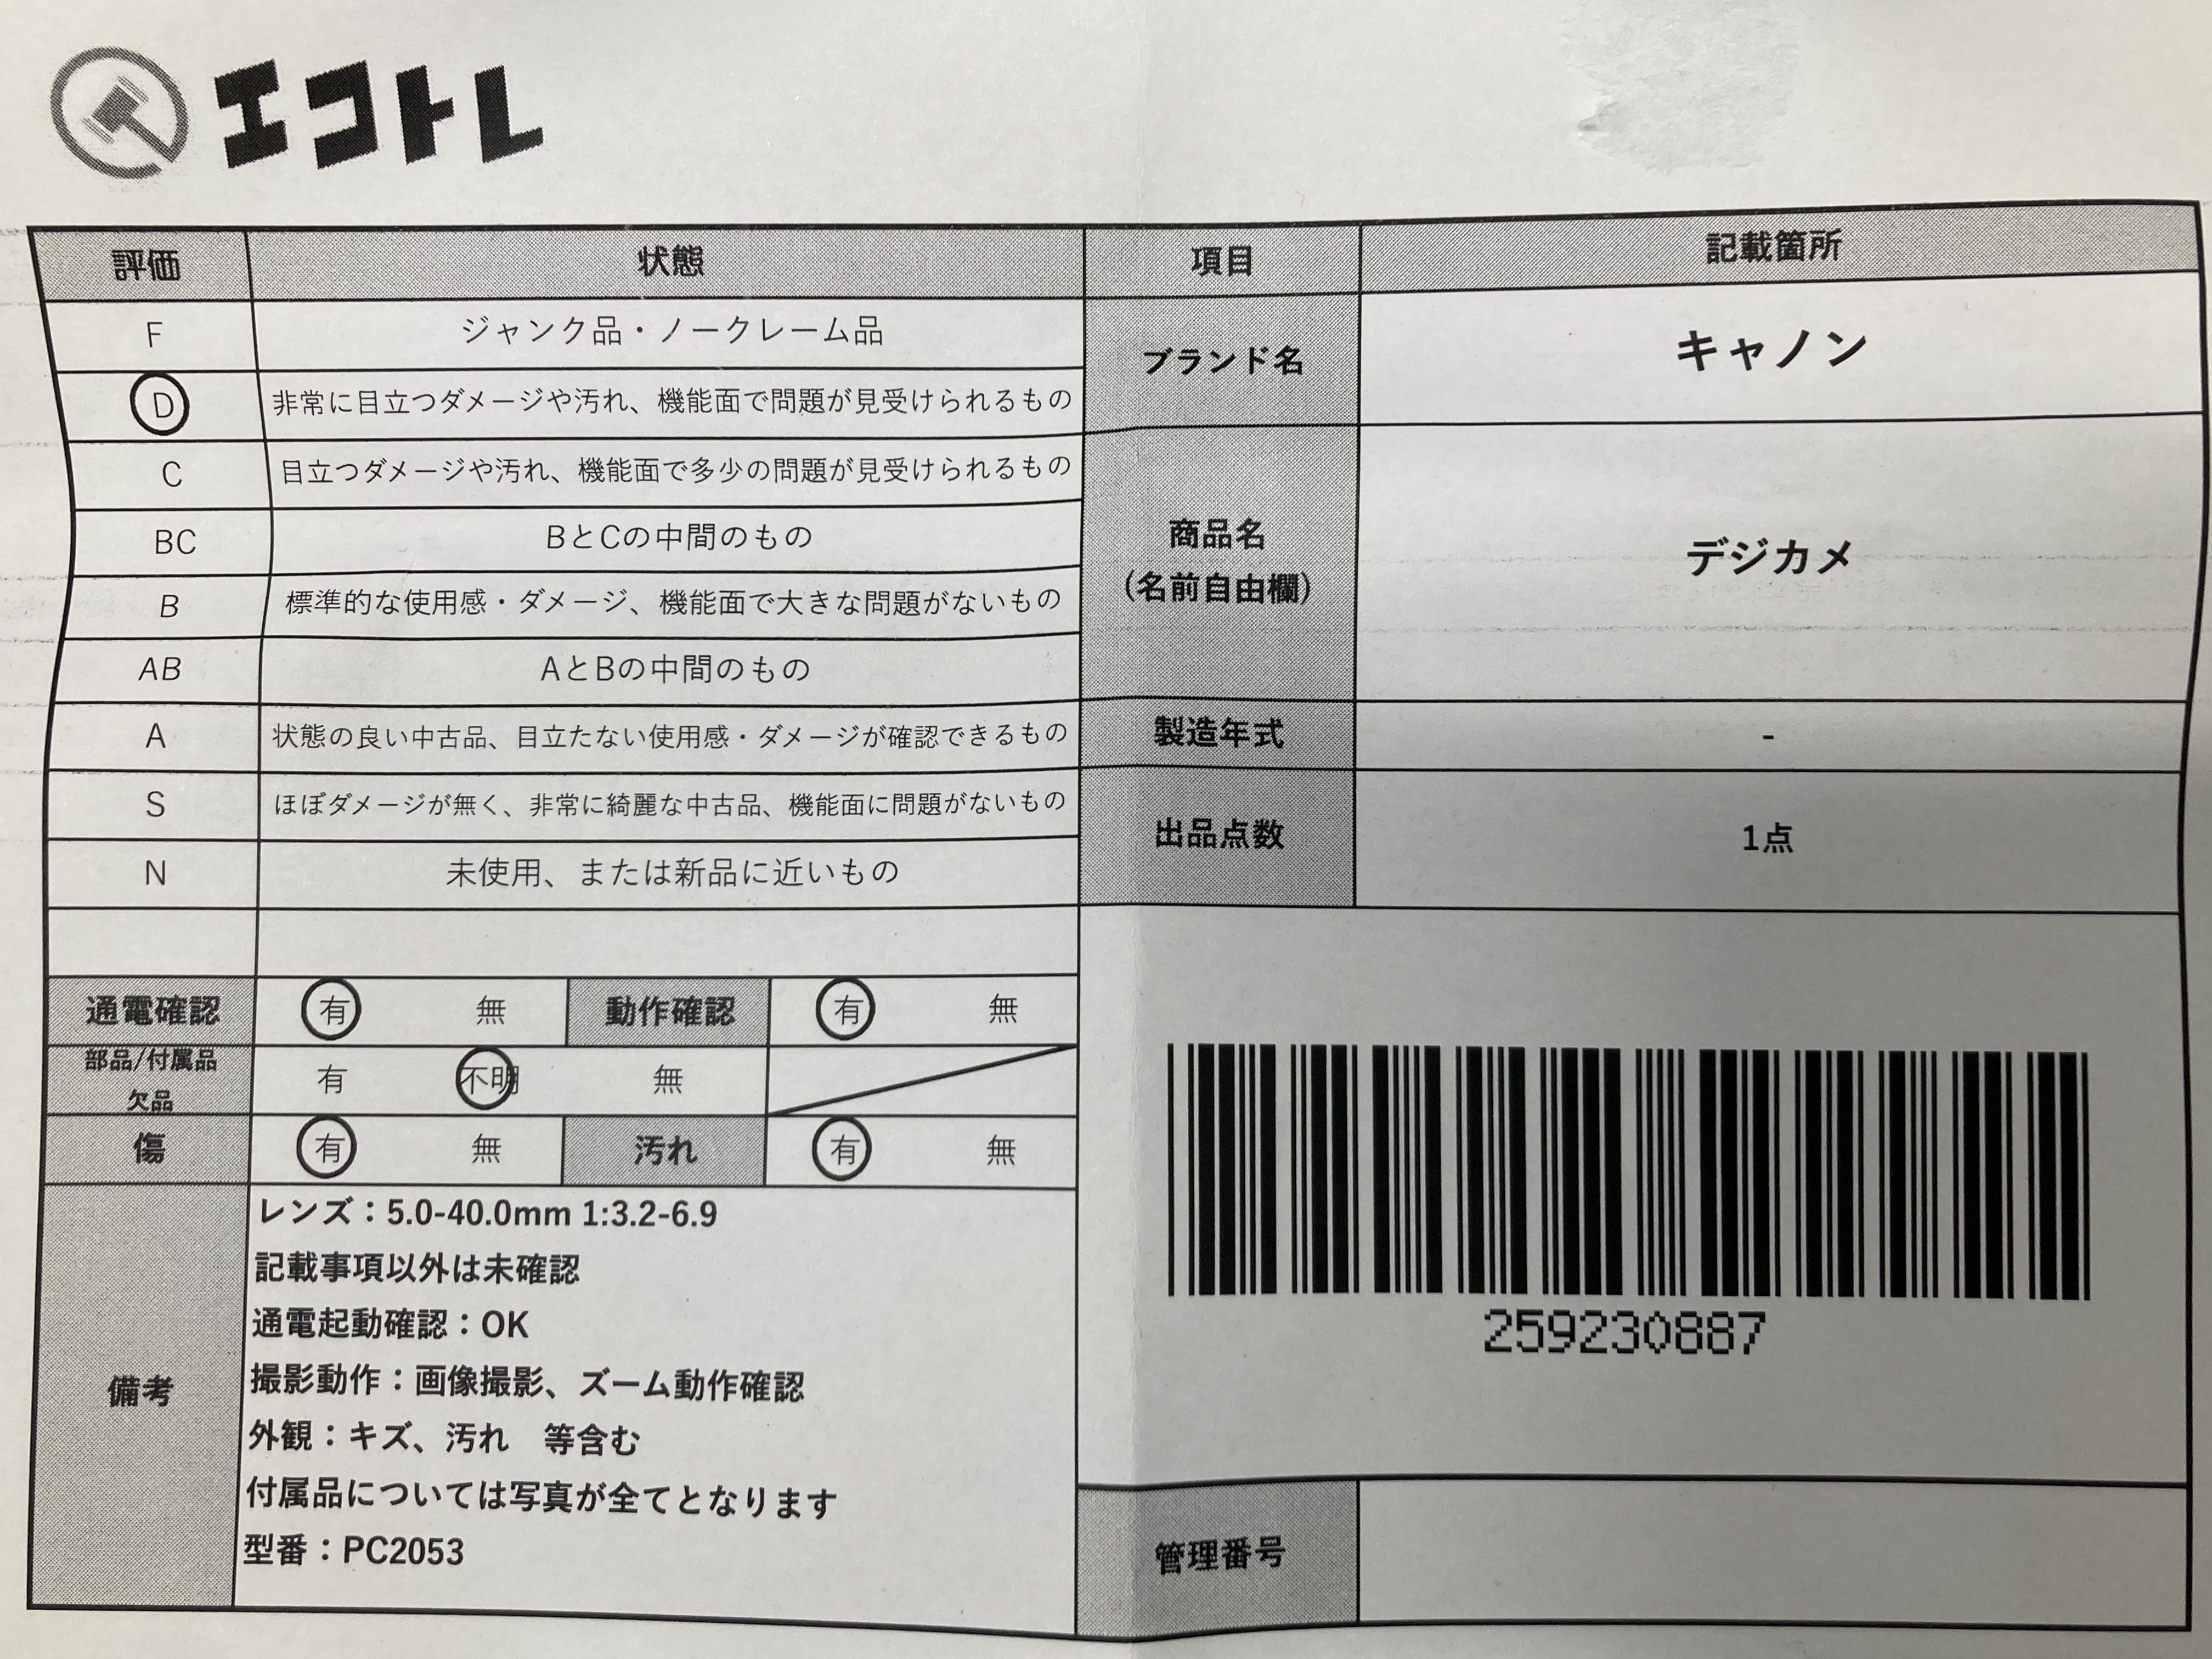 エコトレ
評価 状態 項目 記載箇所
F ジャンク品・ノークレーム品
D 非常に目立つダメージや汚れ、機能面で問題が見受けられるもの
C 目立つダメージや汚れ、機能面で多少の問題が見受けられるもの
BC BとCの中間のもの
B 標準的な使用感・ダメージ、機能面で大きな問題がないもの
AB AとBの中間のもの
A 状態の良い中古品、目立たない使用感・ダメージが確認できるもの
S ほぼダメージが無く、非常に綺麗な中古品、機能面に問題がないもの
N 未使用、または新品に近いもの
ブランド名 キャノン
商品名
(名前自由欄)
デジカメ
製造年式 -
出品点数 1点
通電確認 有 無 動作確認 有 無
部品/付属品
欠品
有 不明 無
傷 有 無 汚れ 有 無
備考
レンズ：5.0-40.0mm 1:3.2-6.9
記載事項以外は未確認
通電起動確認：OK
撮影動作：画像撮影、ズーム動作確認
外観：キズ、汚れ 等含む
付属品については写真が全てとなります
型番：PC2053
259230887
管理番号